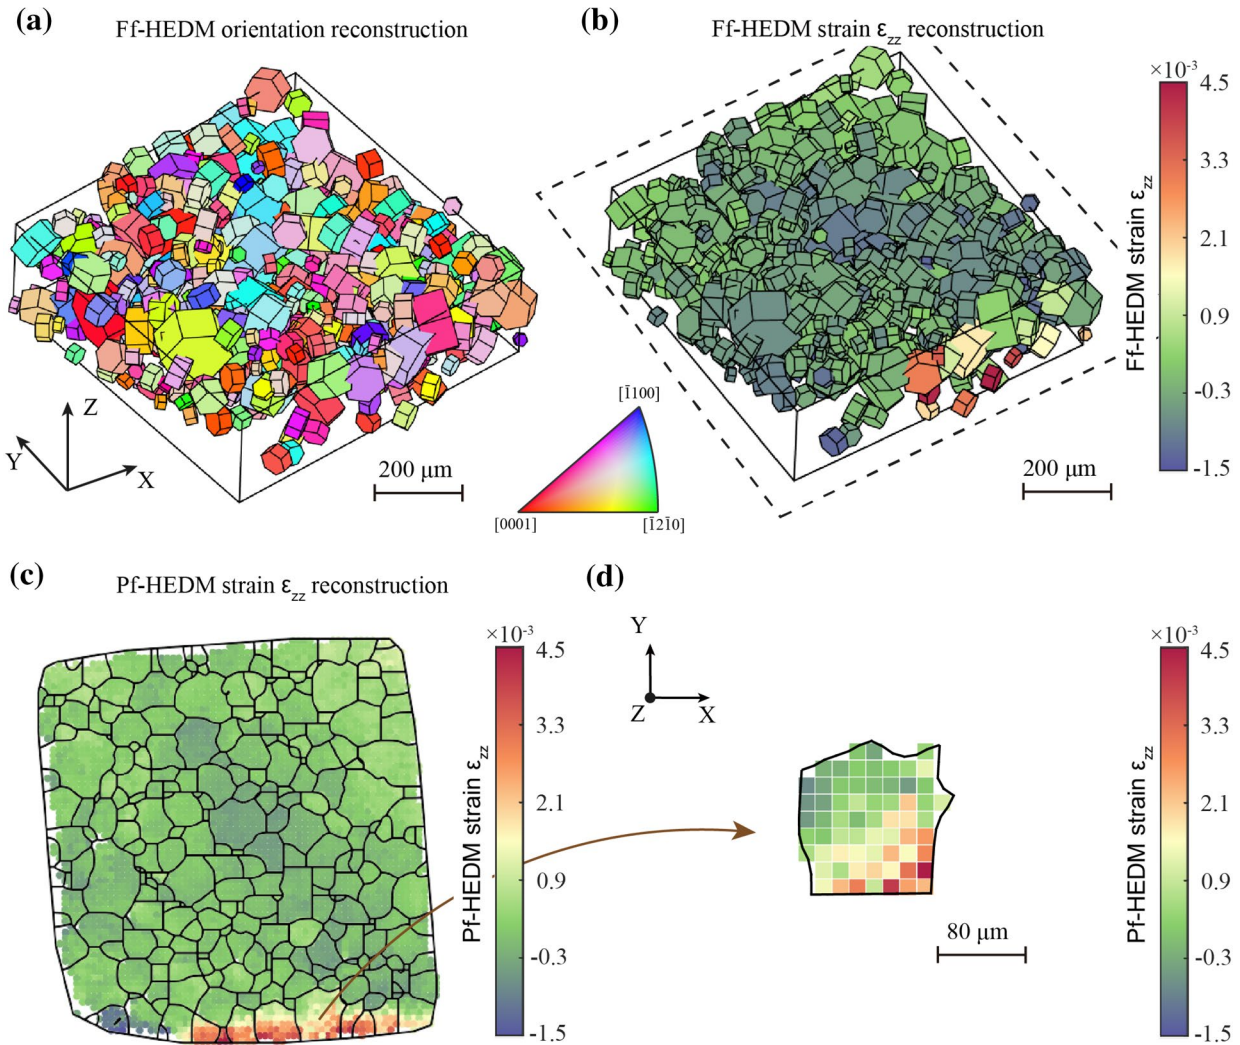 (a) Ff-HEDM orientation reconstruction
(b) Ff-HEDM strain εzz reconstruction
×10⁻³
4.5
3.3
2.1
0.9
-0.3
-1.5
Ff-HEDM strain εzz
Z
Y
X
200 μm
[1̄100]
[0001]
[1̄21̄0]
200 μm
(c) Pf-HEDM strain εzz reconstruction
×10⁻³
4.5
3.3
2.1
0.9
-0.3
-1.5
Pf-HEDM strain εzz
(d)
Y
Z
X
80 μm
×10⁻³
4.5
3.3
2.1
0.9
-0.3
-1.5
Pf-HEDM strain εzz